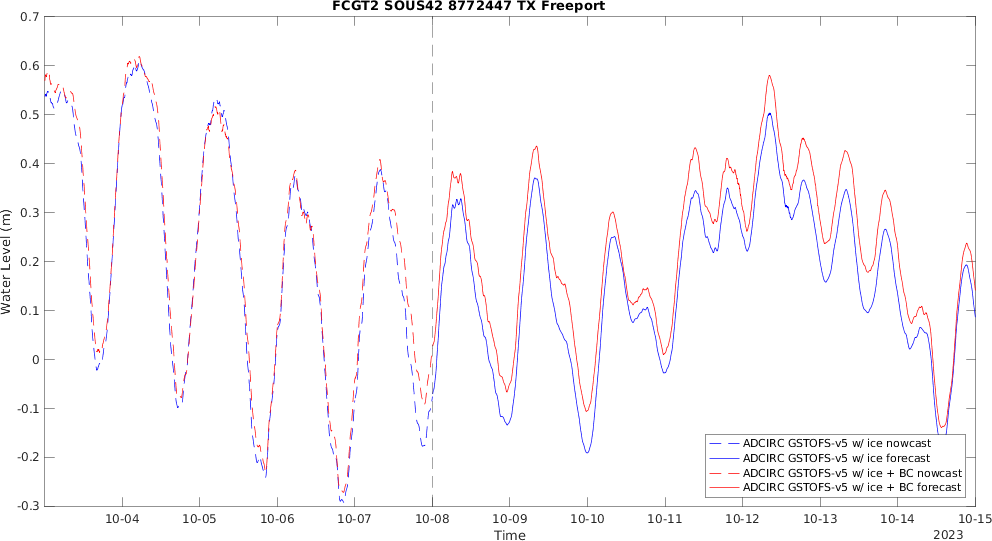 FCGT2 SOUS42 8772447 TX Freeport
0.7
0.6
0.5
0.4
0.3
0.2
0.1
0
-0.1
-0.2
-0.3
Water Level (m)
ADCIRC GSTOFS-v5 w/ ice nowcast
ADCIRC GSTOFS-v5 w/ ice forecast
ADCIRC GSTOFS-v5 w/ ice + BC nowcast
ADCIRC GSTOFS-v5 w/ ice + BC forecast
10-04 10-05 10-06 10-07 10-08 10-09 10-10 10-11 10-12 10-13 10-14 10-15
Time
2023